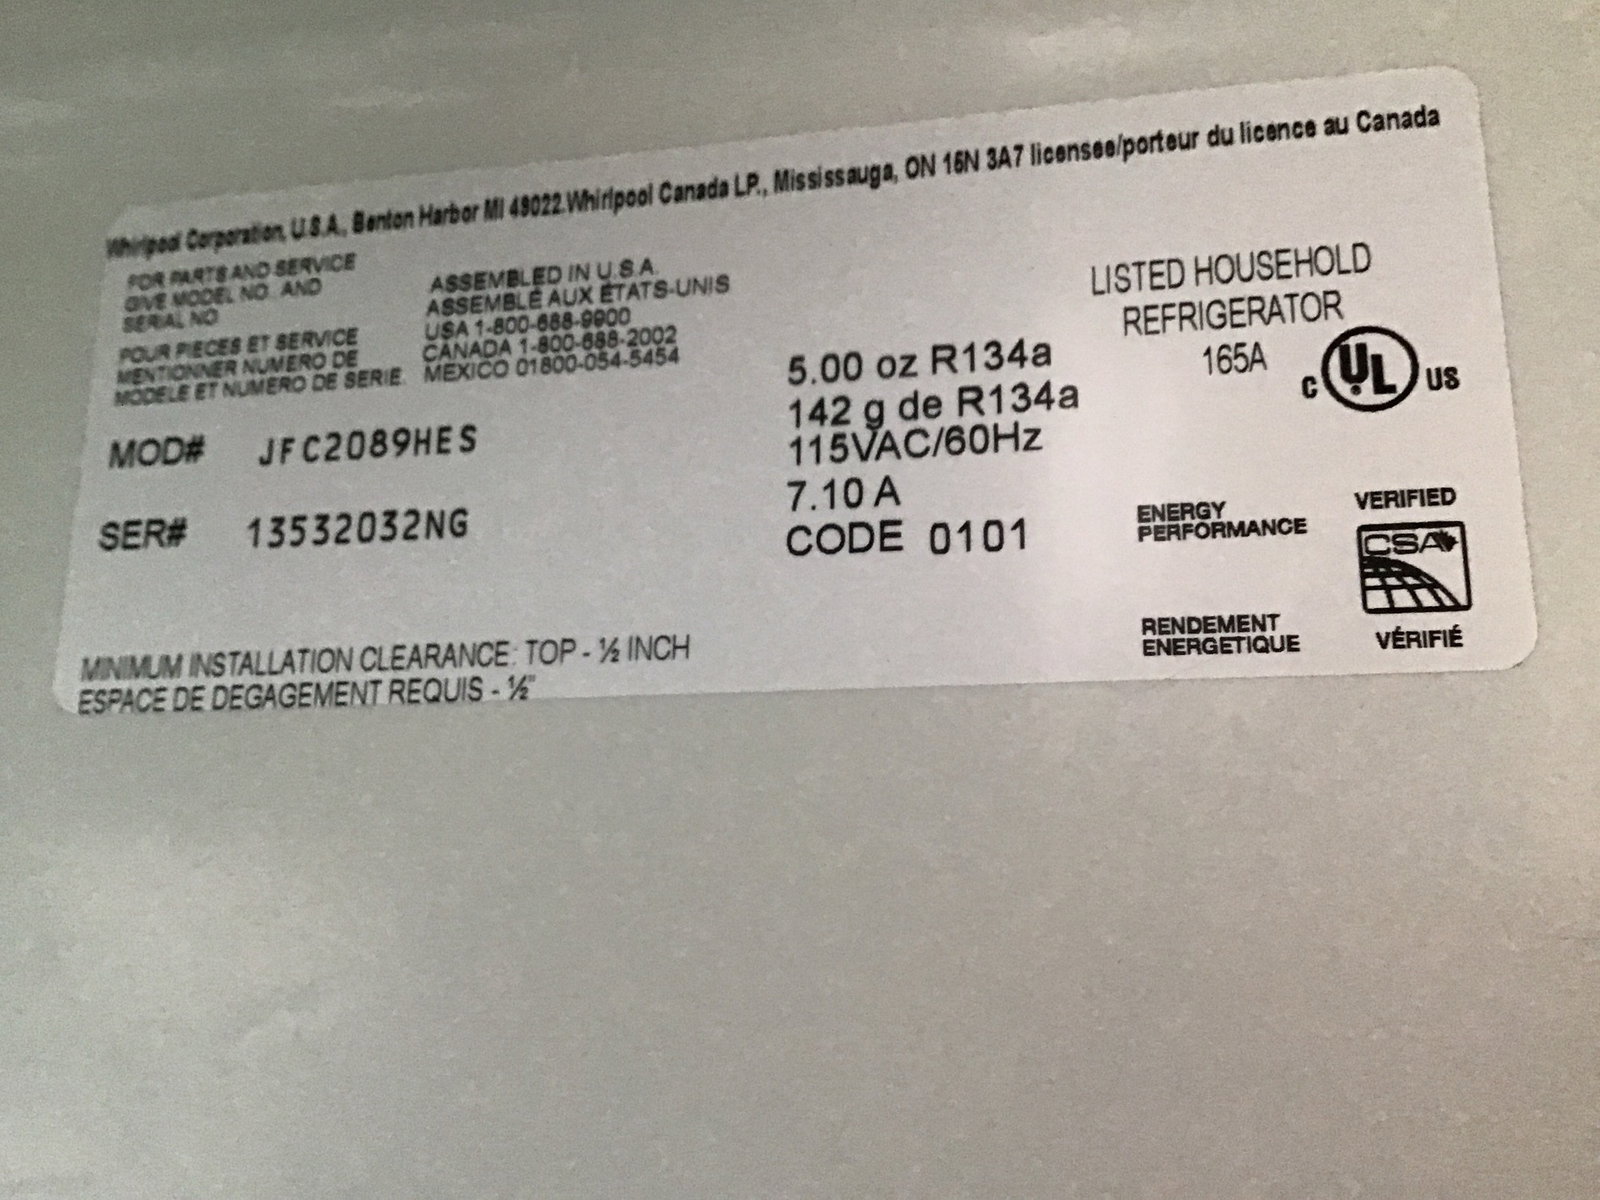 Whirlpool Corporation, U.S.A., Benton Harbor MI 49022.Whirlpool Canada LP., Mississauga, ON 16N 3A7 licensee/porteur du licence au Canada
FOR PARTS AND SERVICE
GIVE MODEL NO. AND
SERIAL NO
POUR PIECES ET SERVICE
MENTIONNER NUMERO DE
MODELE ET NUMERO DE SERIE.
ASSEMBLED IN U.S.A.
ASSEMBLÉ AUX ÉTATS-UNIS
USA 1-800-688-9900
CANADA 1-800-688-2002
MEXICO 01800-054-5454
MOD# JFC2089HES
SER# 13532032NG
MINIMUM INSTALLATION CLEARANCE: TOP - ½ INCH
ESPACE DE DEGAGEMENT REQUIS - ½"
5.00 oz R134a
142 g de R134a
115VAC/60Hz
7.10 A
CODE 0101
LISTED HOUSEHOLD
REFRIGERATOR
165A
C UL US
ENERGY
PERFORMANCE
RENDEMENT
ENERGETIQUE
VERIFIED
CSA
VÉRIFIÉ